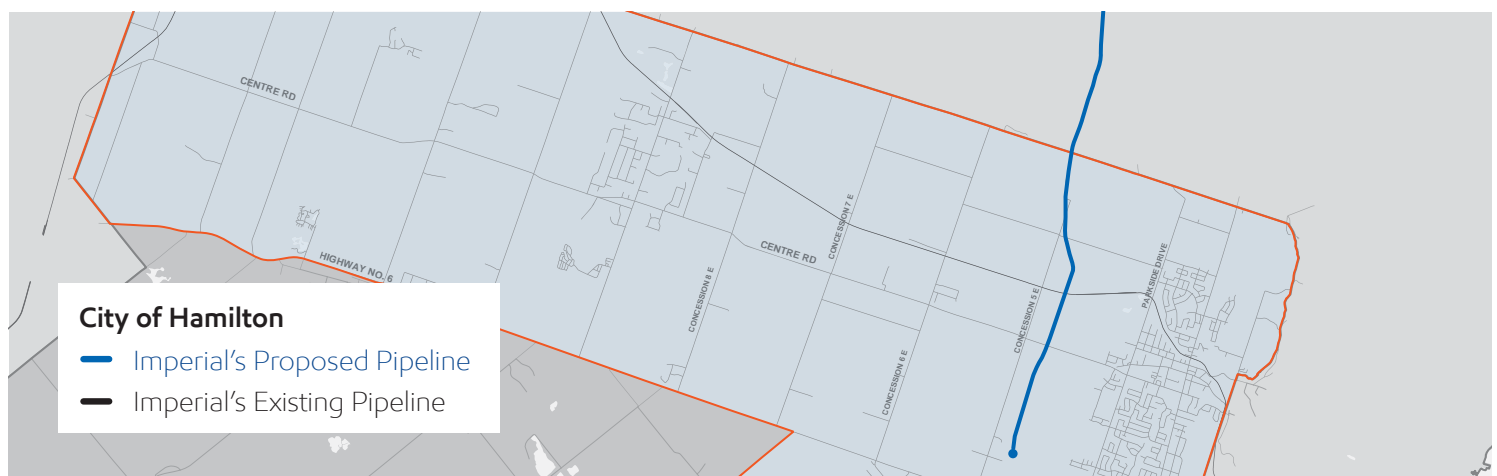 CENTRE RD
CONCESSION 7 E
CENTRE RD
HIGHWAY NO. 6
CONCESSION 8 E
PARKSIDE DRIVE
CONCESSION 5 E
CONCESSION 6 E
City of Hamilton
Imperial's Proposed Pipeline
Imperial's Existing Pipeline